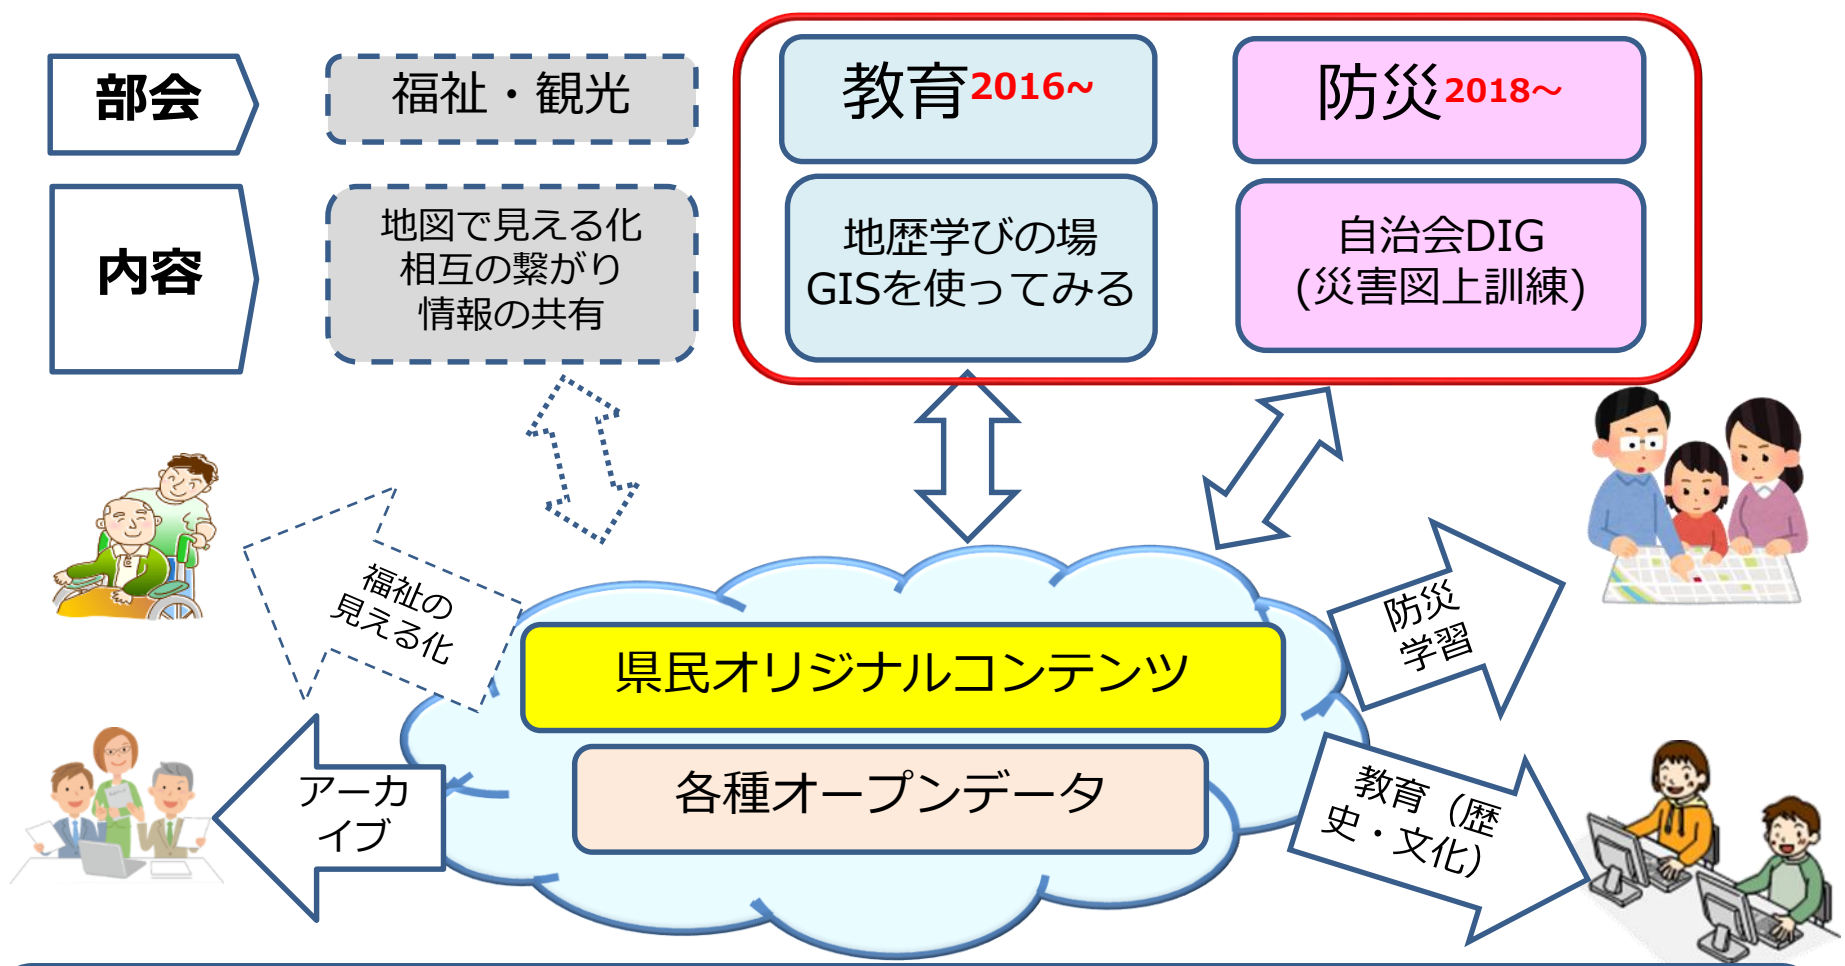 部会
福祉・観光
教育2016~
防災2018～
内容
地図で見える化
相互の繋がり
情報の共有
地歴学びの場
GISを使ってみる
自治会DIG
(災害図上訓練)
福祉の
見える化
防災
学習
県民オリジナルコンテンツ
各種オープンデータ
アーカ
イブ
教育（歴
史・文化）